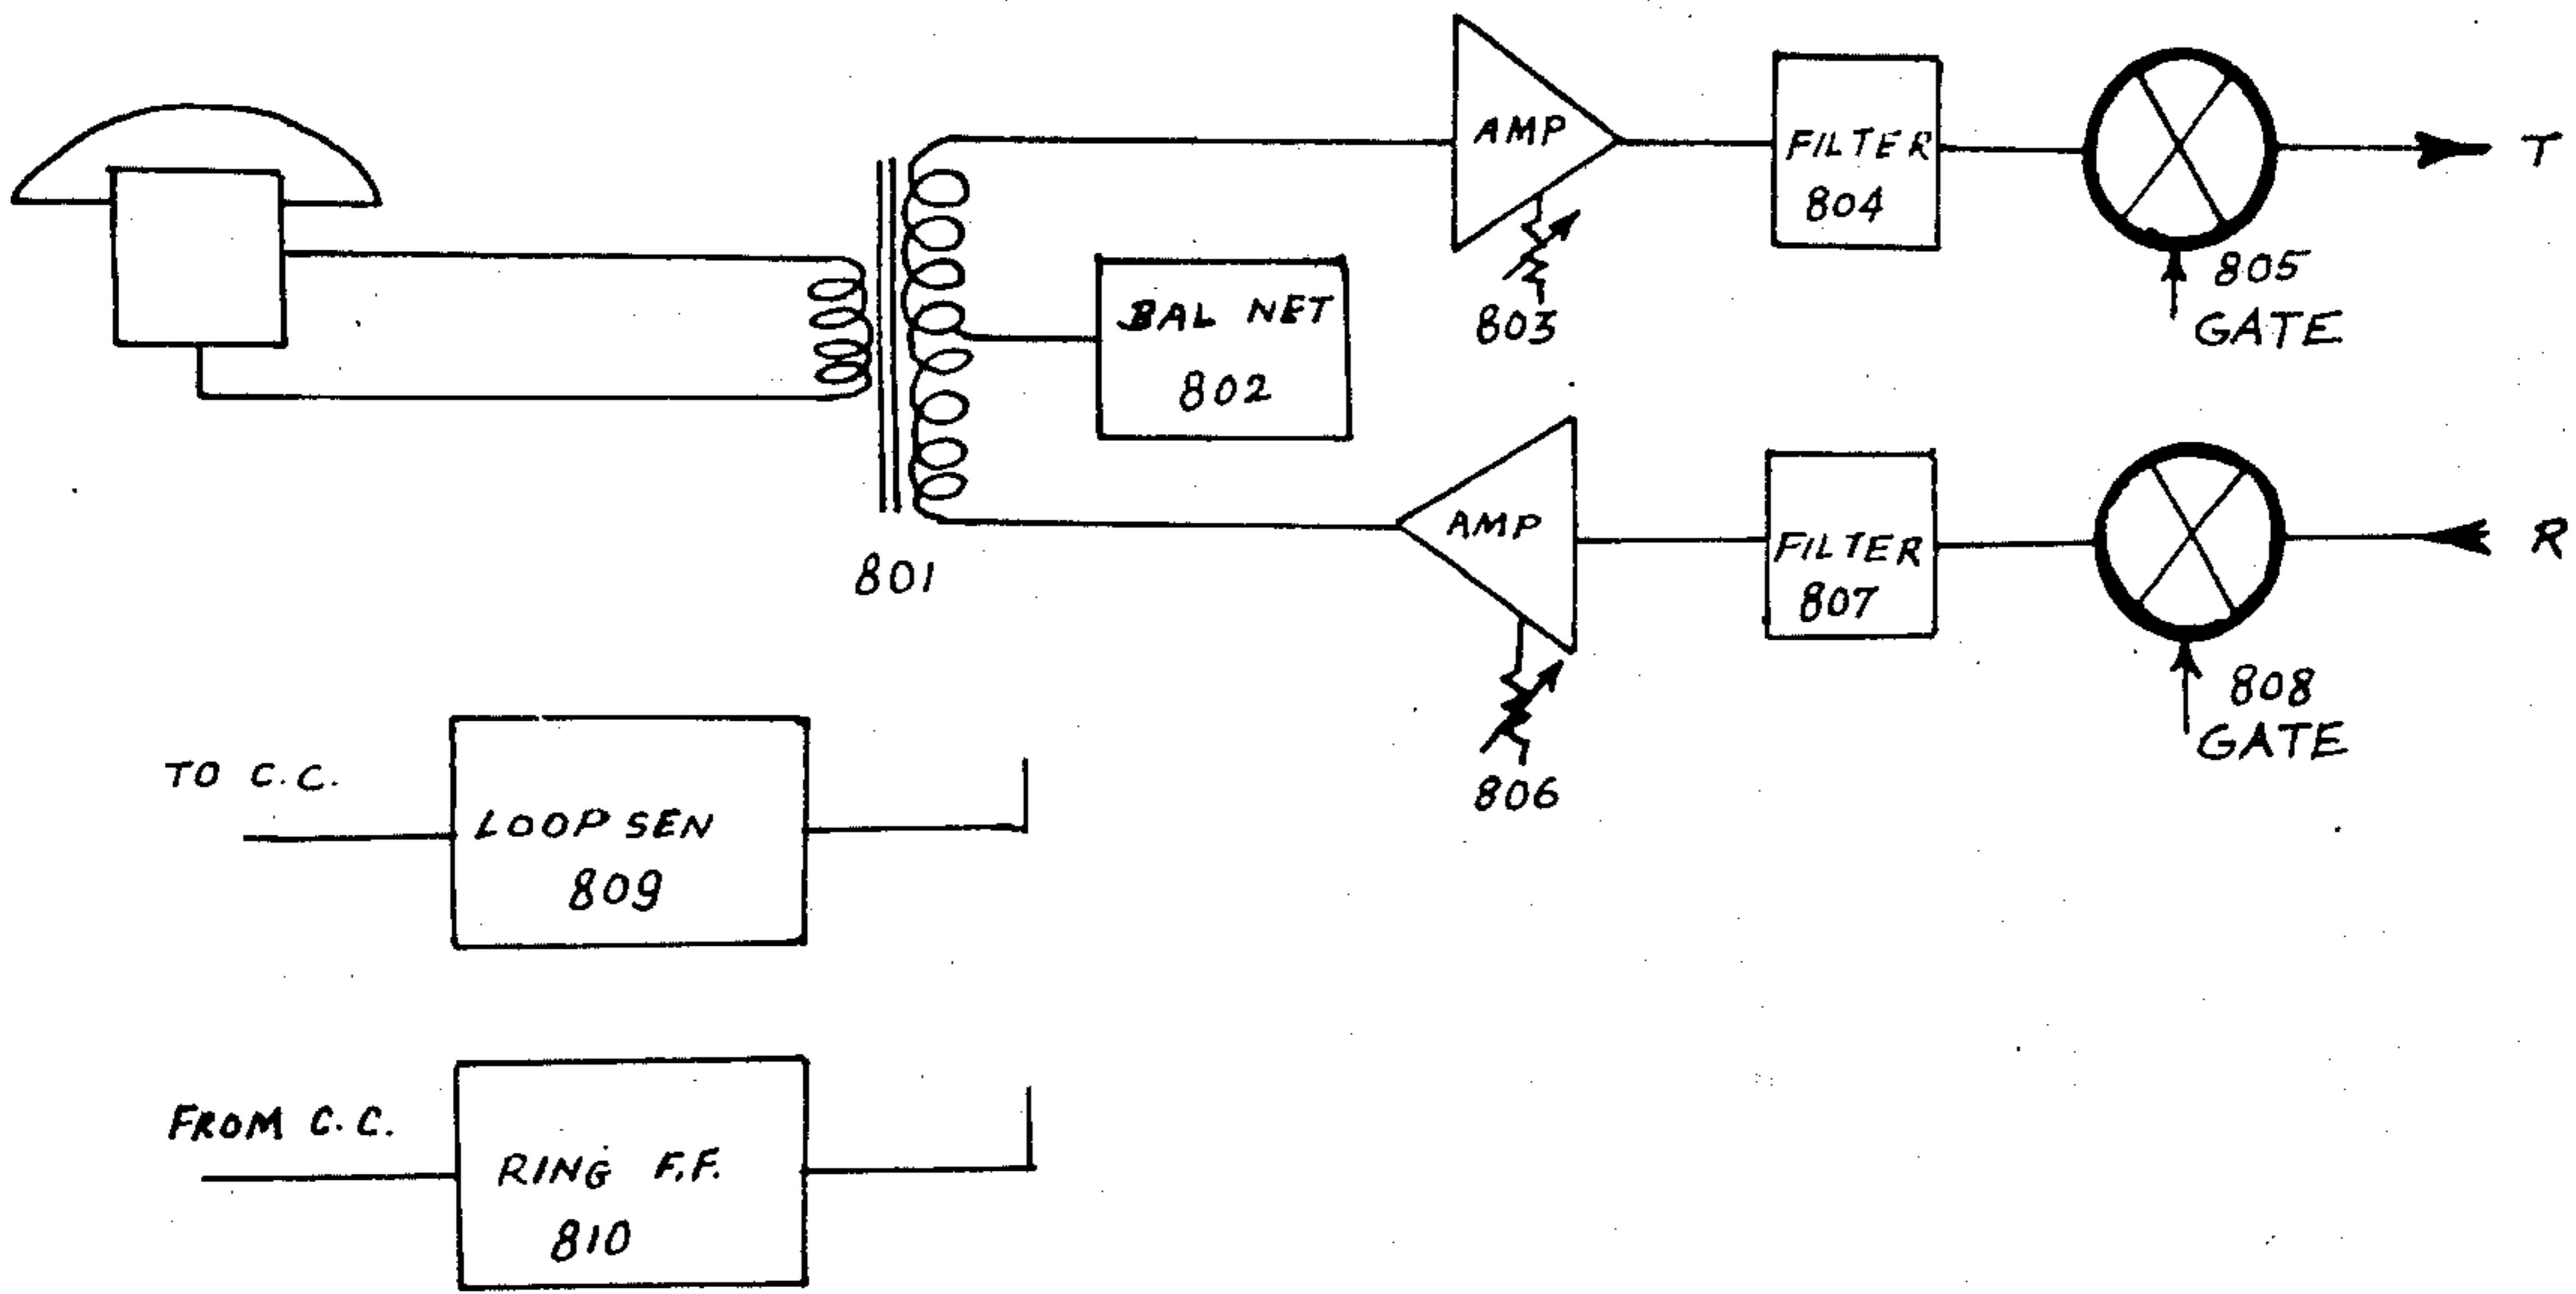 AMP
803
FILTER
804
805
GATE
T
BAL NET
802
801
AMP
806
FILTER
807
808
GATE
R
TO C.C.
LOOP SEN
809
FROM C.C.
RING F.F.
810